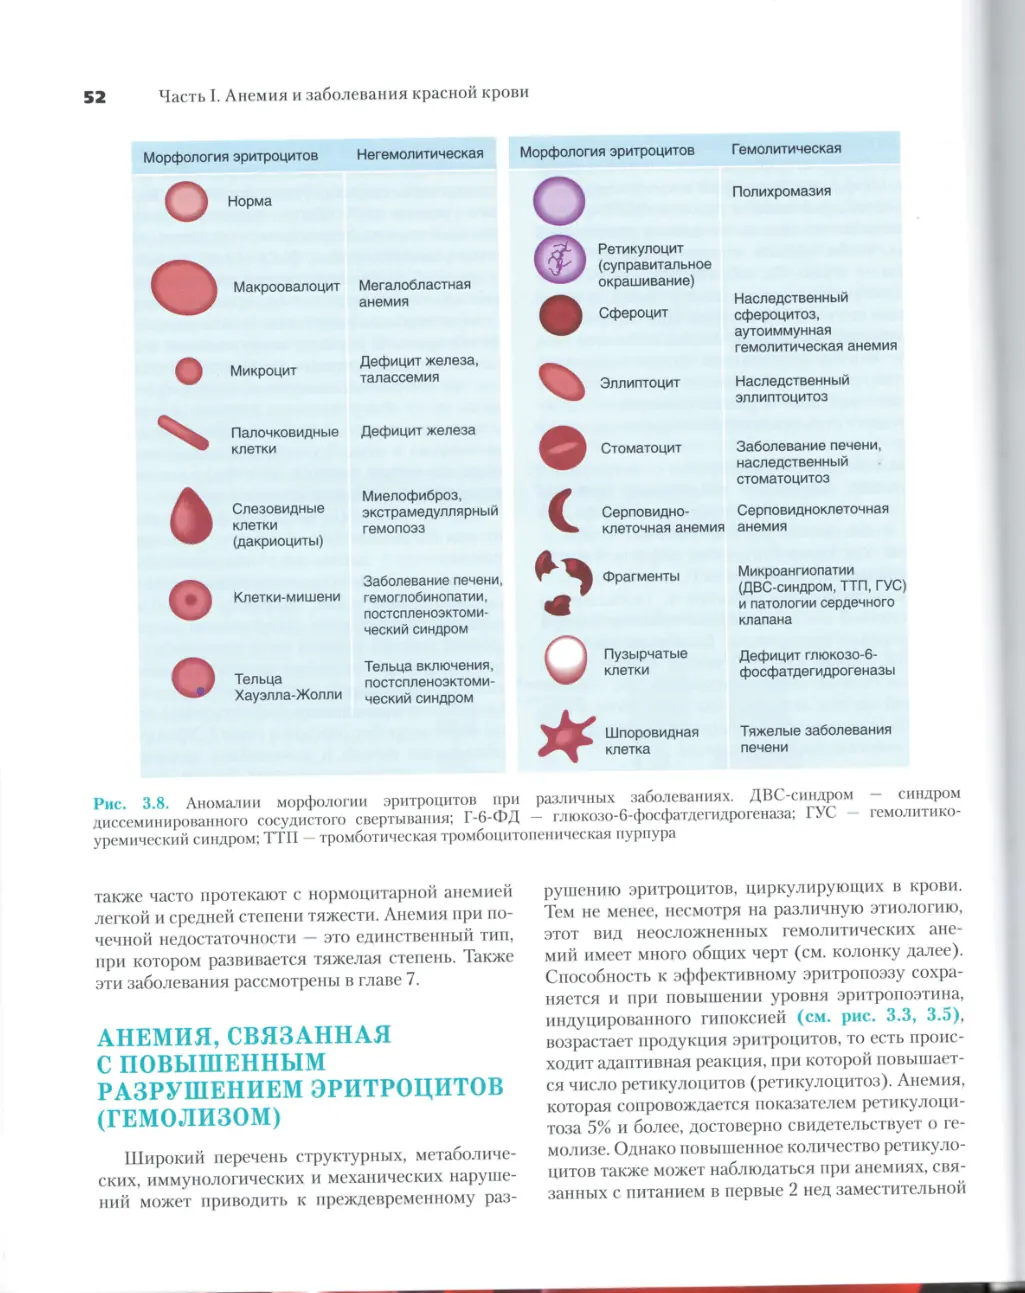 52 Часть I. Анемия и заболевания красной крови
Морфология эритроцитов Негемолитическая
Норма
Макроовалоцит Мегалобластная
анемия
Микроцит Дефицит железа,
талассемия
Палочковидные Дефицит железа
клетки
Слезовидные Миелофиброз,
клетки экстрамедуллярный
(дакриоциты) гемопоэз
Клетки-мишени Заболевание печени,
гемоглобинопатии,
постспленоэктоми-
ческий синдром
Тельца Тельца включения,
Хауэлла-Жолли постспленоэктоми-
ческий синдром
Морфология эритроцитов Гемолитическая
Полихромазия
Ретикулоцит
(суправитальное
окрашивание)
Сфероцит Наследственный
сфероцитоз,
аутоиммунная
гемолитическая анемия
Эллиптоцит Наследственный
эллиптоцитоз
Стоматоцит Заболевание печени,
наследственный
стоматоцитоз
Серповидно- Серповидноклеточная
клеточная анемия анемия
Фрагменты Микроангиопатии
(ДВС-синдром, ТТП, ГУС)
и патологии сердечного
клапана
Пузырчатые Дефицит глюкозо-6-
клетки фосфатдегидрогеназы
Шпоровидная Тяжелые заболевания
клетка печени
Рис. 3.8. Аномалии морфологии эритроцитов при различных заболеваниях. ДВС-синдром — синдром
диссеминированного сосудистого свертывания; Г-6-ФД — глюкозо-6-фосфатдегидрогеназа; ГУС — гемолитико-
уремический синдром; ТТП — тромботическая тромбоцитопеническая пурпура
также часто протекают с нормоцитарной анемией
легкой и средней степени тяжести. Анемия при по-
чечной недостаточности — это единственный тип,
при котором развивается тяжелая степень. Также
эти заболевания рассмотрены в главе 7.
АНЕМИЯ, СВЯЗАННАЯ
С ПОВЫШЕННЫМ
РАЗРУШЕНИЕМ ЭРИТРОЦИТОВ
(ГЕМОЛИЗОМ)
Широкий перечень структурных, метаболиче-
ских, иммунологических и механических наруше-
ний может приводить к преждевременному раз-
рушению эритроцитов, циркулирующих в крови.
Тем не менее, несмотря на различную этиологию,
этот вид неосложненных гемолитических ане-
мий имеет много общих черт (см. колонку далее).
Способность к эффективному эритропоэзу сохра-
няется и при повышении уровня эритропоэтина,
индуцированного гипоксией (см. рис. 3.3, 3.5),
возрастает продукция эритроцитов, то есть проис-
ходит адаптивная реакция, при которой повышает-
ся число ретикулоцитов (ретикулоцитоз). Анемия,
которая сопровождается показателем ретикулоци-
тоза 5% и более, достоверно свидетельствует о ге-
молизе. Однако повышенное количество ретикуло-
цитов также может наблюдаться при анемиях, свя-
занных с питанием в первые 2 нед заместительной